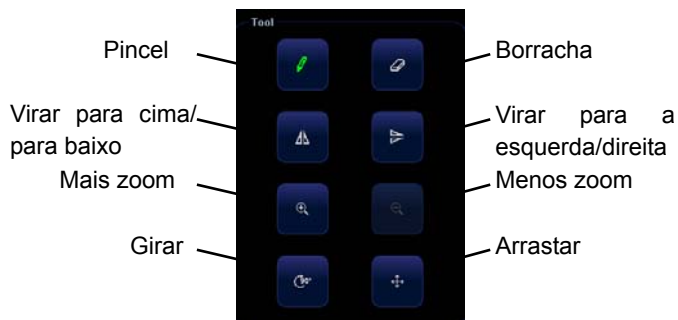 Tool
Pincel
Borracha
Virar para cima/
para baixo
Virar para a
esquerda/direita
Mais zoom
Menos zoom
Girar
Arrastar